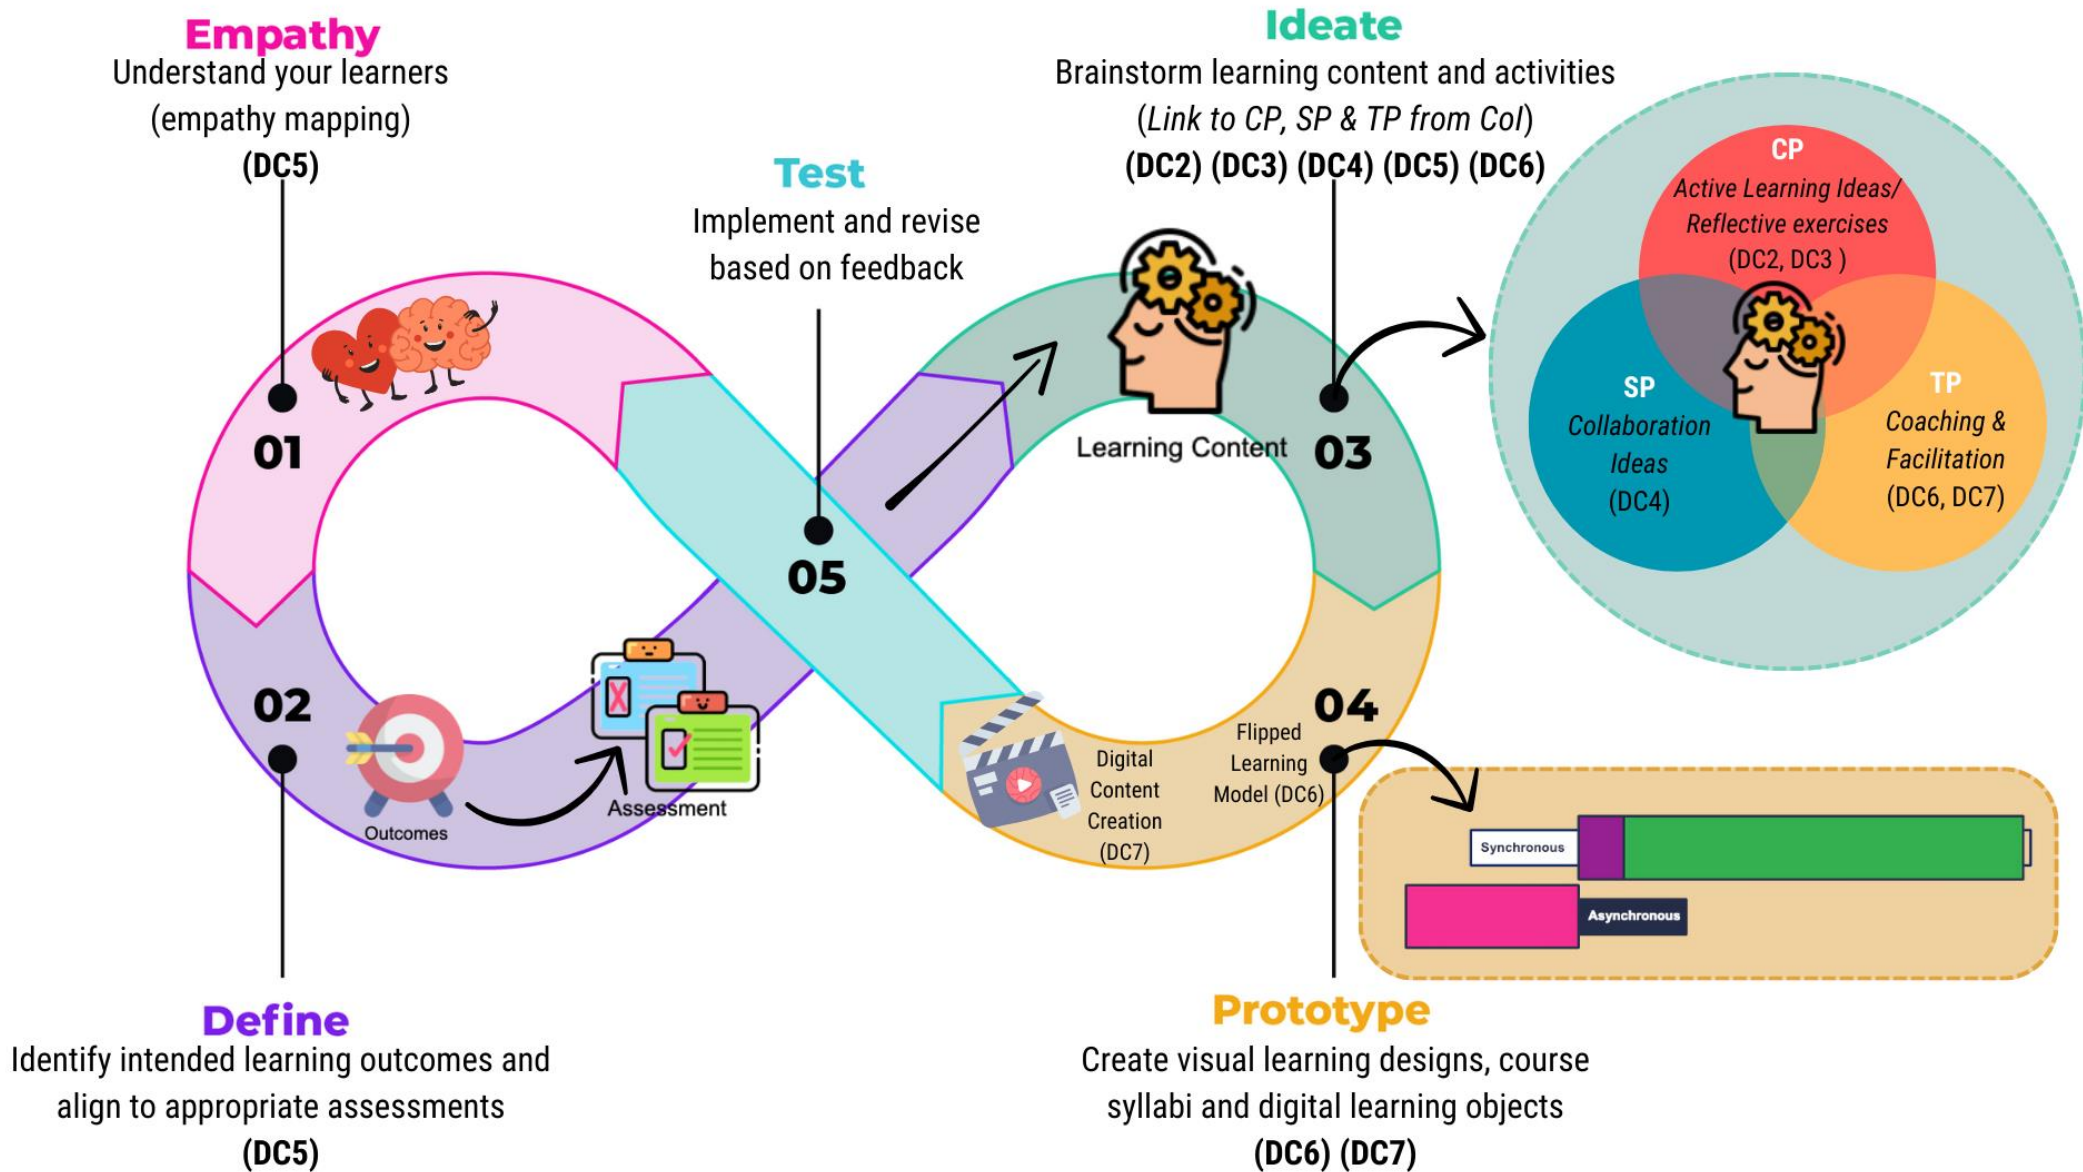 Empathy
Understand your learners
(empathy mapping)
(DC5)
01
Test
Implement and revise
based on feedback
05
Ideate
Brainstorm learning content and activities
(Link to CP, SP & TP from CoI)
(DC2) (DC3) (DC4) (DC5) (DC6)
Learning Content
03
CP
Active Learning Ideas/
Reflective exercises
(DC2, DC3 )
SP
Collaboration
Ideas
(DC4)
TP
Coaching &
Facilitation
(DC6, DC7)
02
Outcomes
Assessment
Define
Identify intended learning outcomes and
align to appropriate assessments
(DC5)
04
Digital
Content
Creation
(DC7)
Flipped
Learning
Model (DC6)
Synchronous
Asynchronous
Prototype
Create visual learning designs, course
syllabi and digital learning objects
(DC6) (DC7)